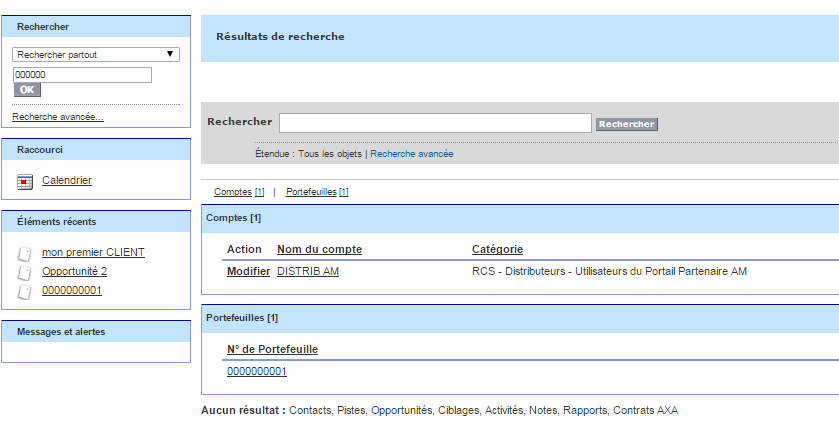 Rechercher
Rechercher partout
000000
OK
Recherche avancée...
Raccourci
Calendrier
Éléments récents
mon premier CLIENT
Opportunité 2
0000000001
Messages et alertes
Résultats de recherche
Rechercher Rechercher
Étendue : Tous les objets | Recherche avancée
Comptes [1] | Portefeuilles [1]
Comptes [1]
Action Nom du compte Catégorie
Modifier DISTRIB AM RCS - Distributeurs - Utilisateurs du Portail Partenaire AM
Portefeuilles [1]
N° de Portefeuille
0000000001
Aucun résultat : Contacts, Pistes, Opportunités, Ciblages, Activités, Notes, Rapports, Contrats AXA